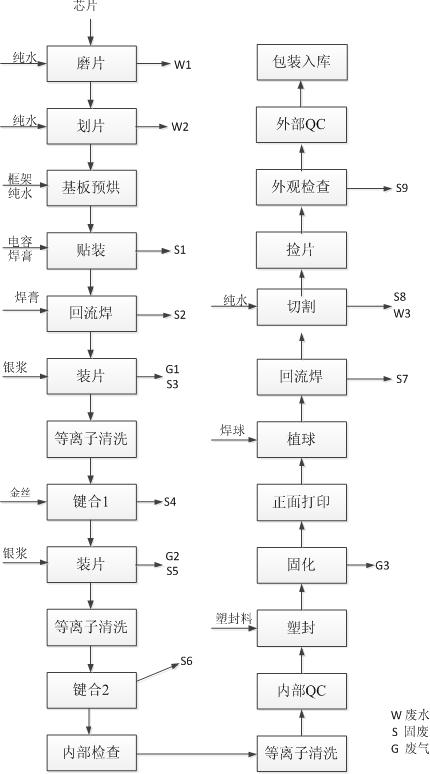 芯片
纯水
磨片
W1
纯水
划片
W2
框架
纯水
基板预烘
电容
焊膏
贴装
S1
焊膏
回流焊
S2
银浆
装片
G1
S3
等离子清洗
金丝
键合1
S4
银浆
装片
G2
S5
等离子清洗
键合2
S6
内部检查
等离子清洗
内部QC
塑封料
塑封
固化
G3
正面打印
焊球
植球
回流焊
S7
纯水
切割
S8
W3
捡片
外观检查
S9
外部QC
包装入库
W 废水
S 固废
G 废气